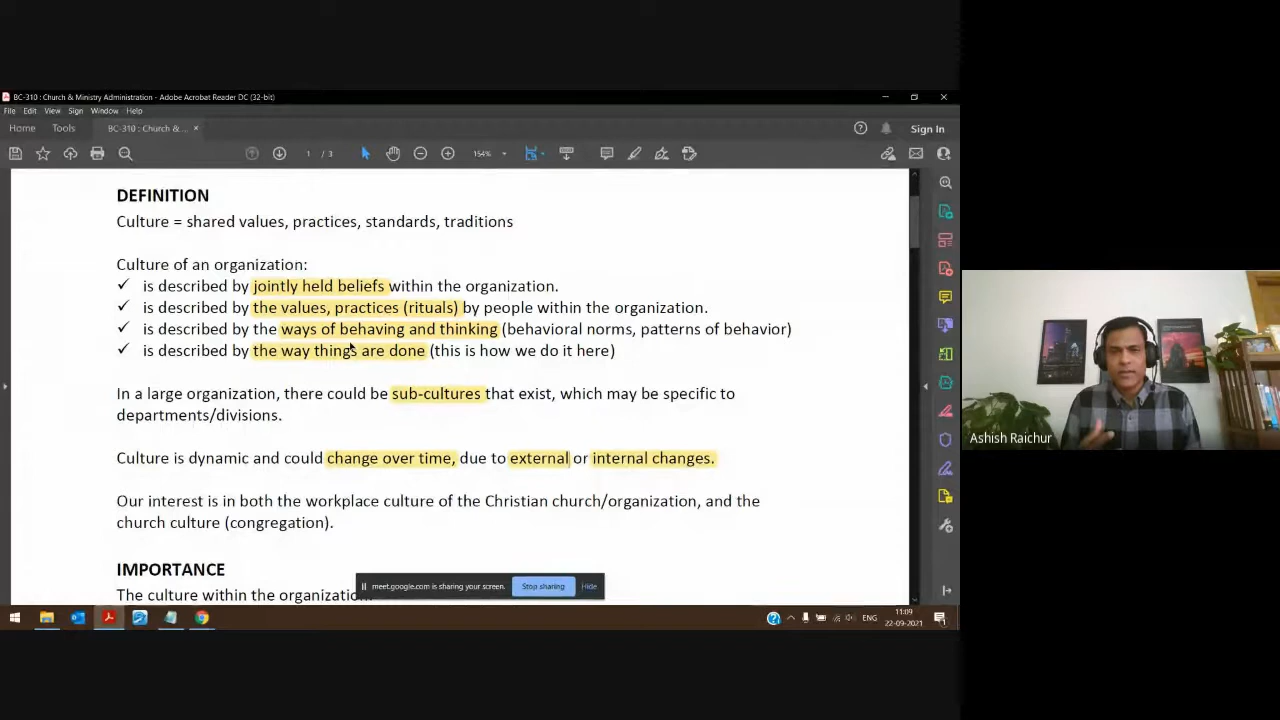 BC-310 : Church & Ministry Administration - Adobe Acrobat Reader DC (32-bit)
File Edit View Sign Window Help
Home Tools BC-310 : Church &... × Sign In
1 / 3 154%
DEFINITION
Culture = shared values, practices, standards, traditions
Culture of an organization:
✓ is described by jointly held beliefs within the organization.
✓ is described by the values, practices (rituals) by people within the organization.
✓ is described by the ways of behaving and thinking (behavioral norms, patterns of behavior)
✓ is described by the way things are done (this is how we do it here)
In a large organization, there could be sub-cultures that exist, which may be specific to
departments/divisions.
Culture is dynamic and could change over time, due to external or internal changes.
Our interest is in both the workplace culture of the Christian church/organization, and the
church culture (congregation).
IMPORTANCE
The culture within the organization
meet.google.com is sharing your screen. Stop sharing Hide
ENG
11:09
22-09-2021
Ashish Raichur